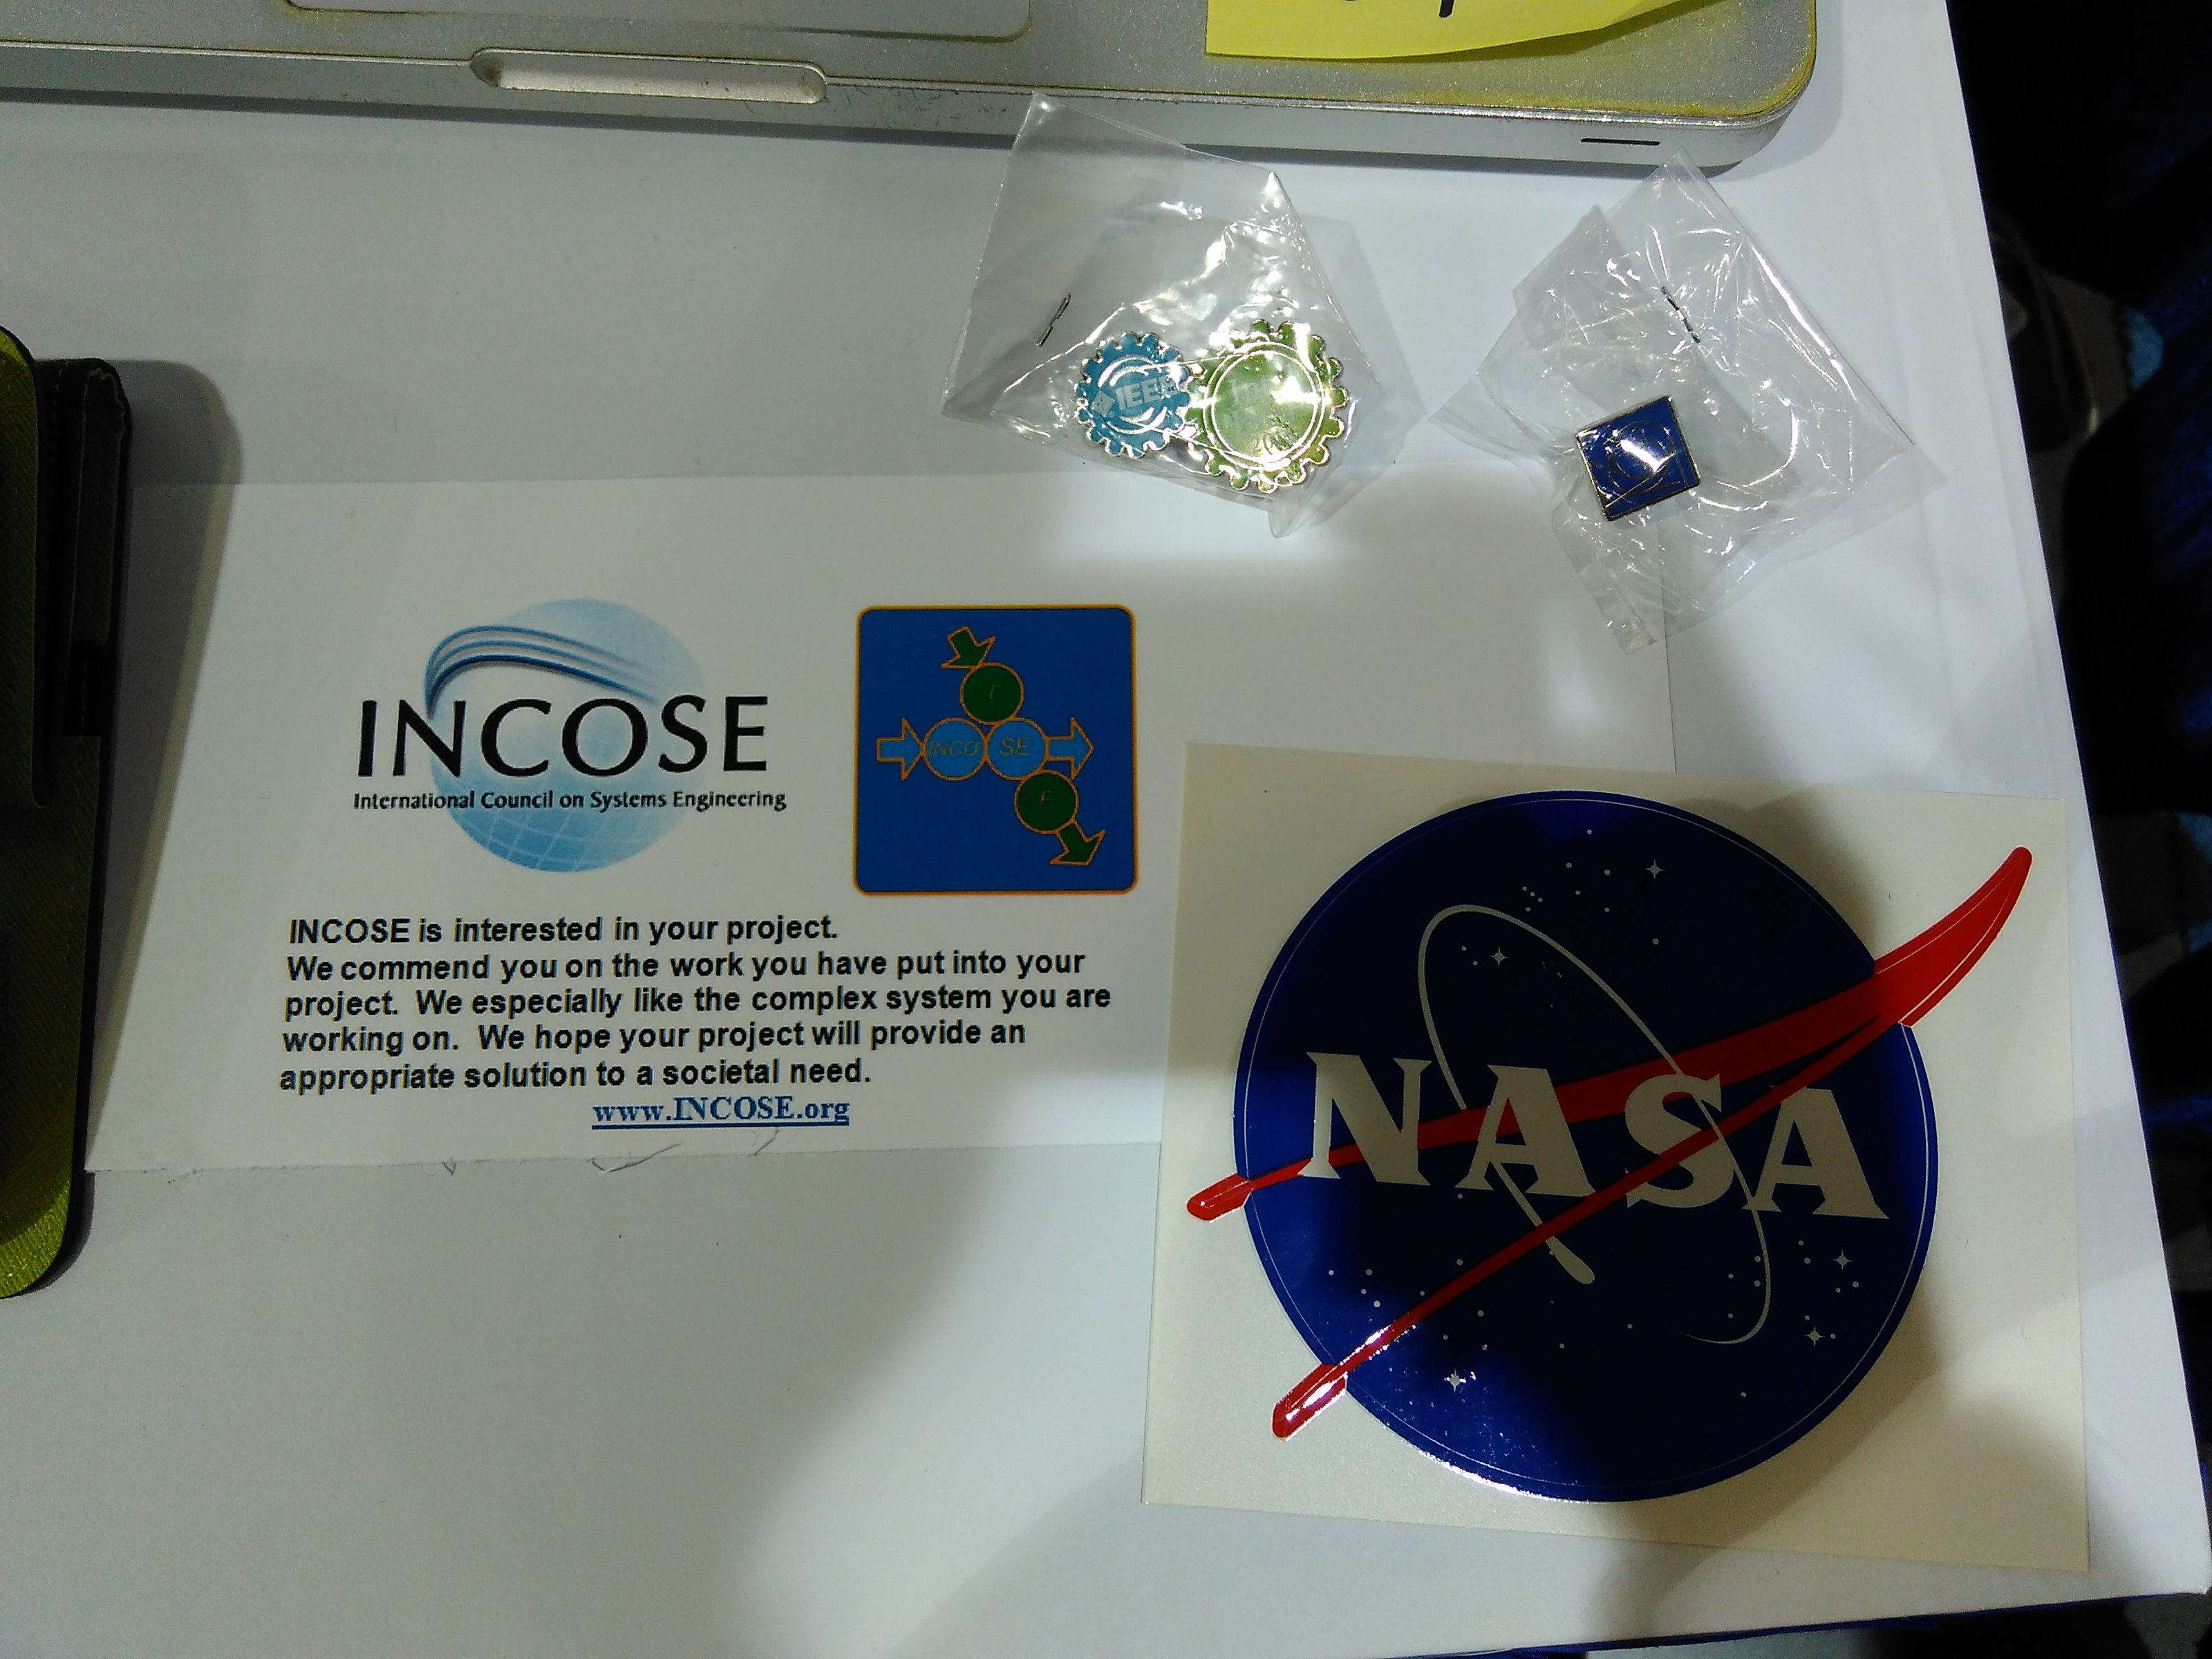 IEEE
INCOSE
International Council on Systems Engineering
I
INCO SE
F
INCOSE is interested in your project.
We commend you on the work you have put into your
project. We especially like the complex system you are
working on. We hope your project will provide an
appropriate solution to a societal need.
www.INCOSE.org
NASA